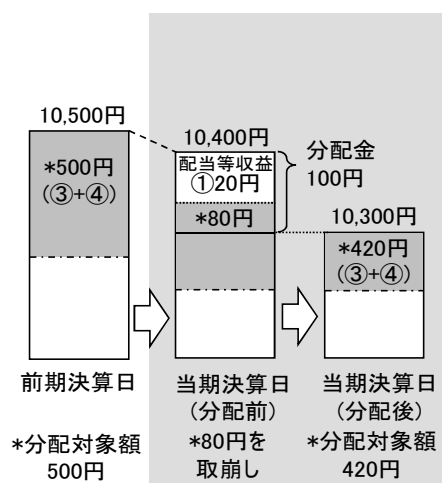 10,500円
*500円
(③+④)
前期決算日
*分配対象額
500円
10,400円
配当等収益
①20円
*80円
分配金
100円
当期決算日
(分配前)
*80円を
取崩し
10,300円
*420円
(③+④)
当期決算日
(分配後)
*分配対象額
420円